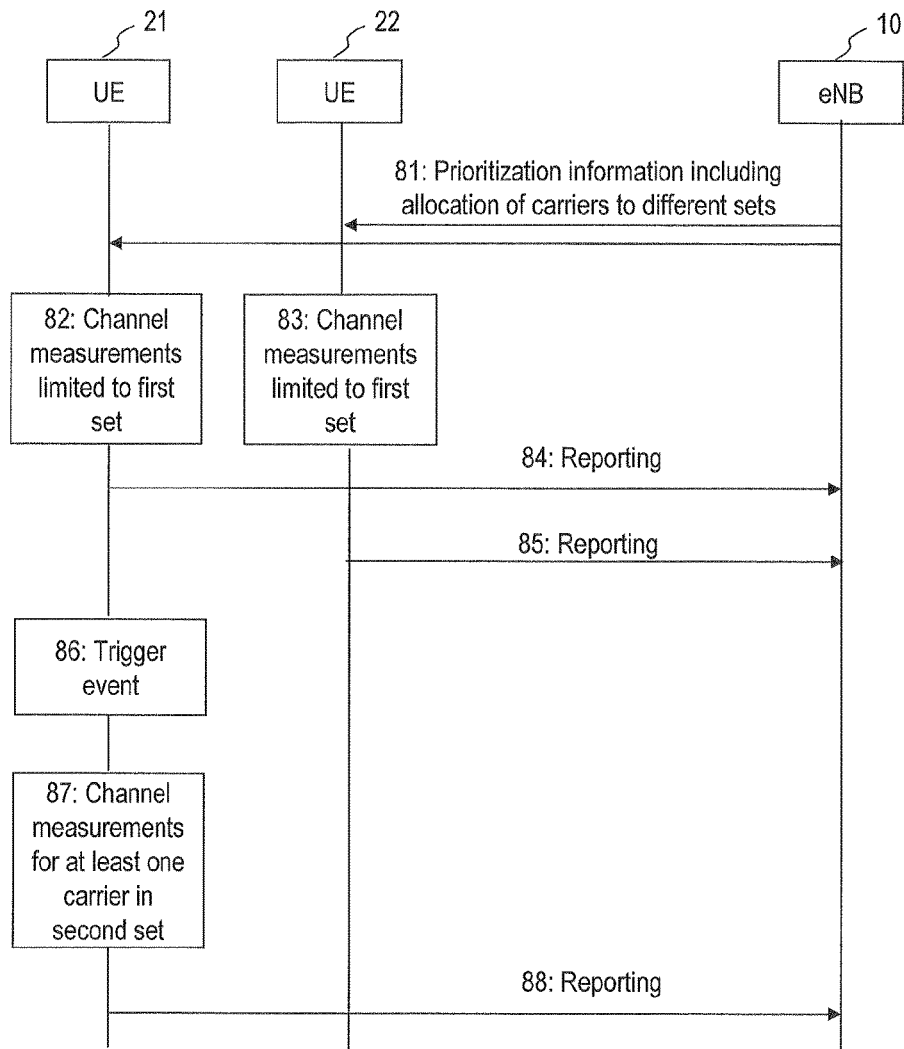 21
22
10
UE
UE
eNB
81: Prioritization information including
allocation of carriers to different sets
82: Channel
measurements
limited to first
set
83: Channel
measurements
limited to first
set
84: Reporting
85: Reporting
86: Trigger
event
87: Channel
measurements
for at least one
carrier in
second set
88: Reporting